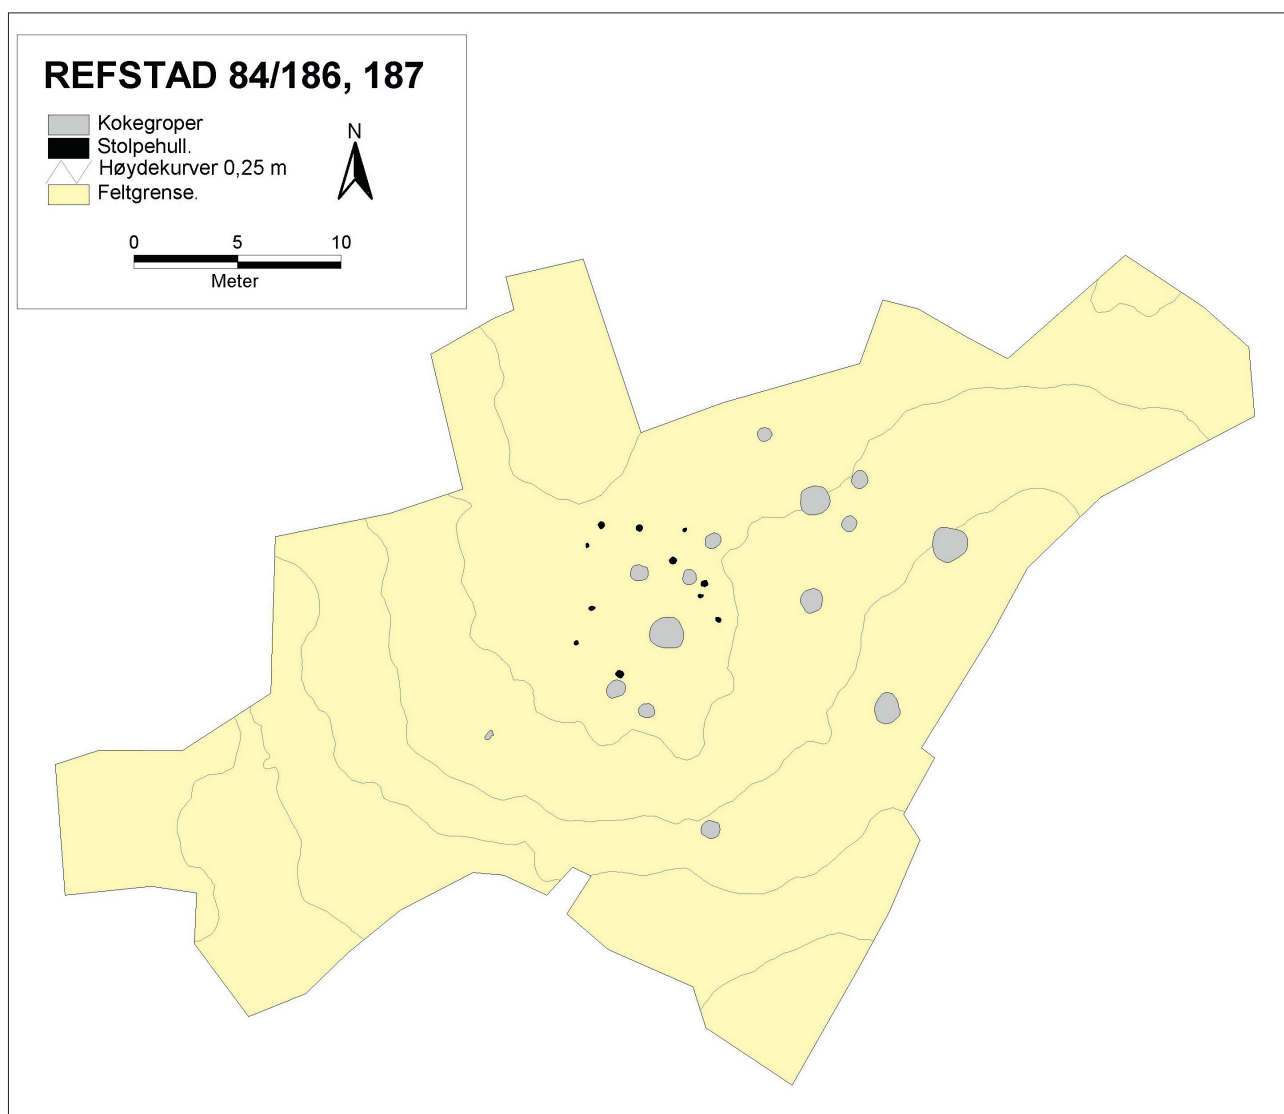 REFSTAD 84/186, 187
Kokegroper
Stolpehull.
Høydekurver 0,25 m
Feltgrense.
N
0 5 10
Meter